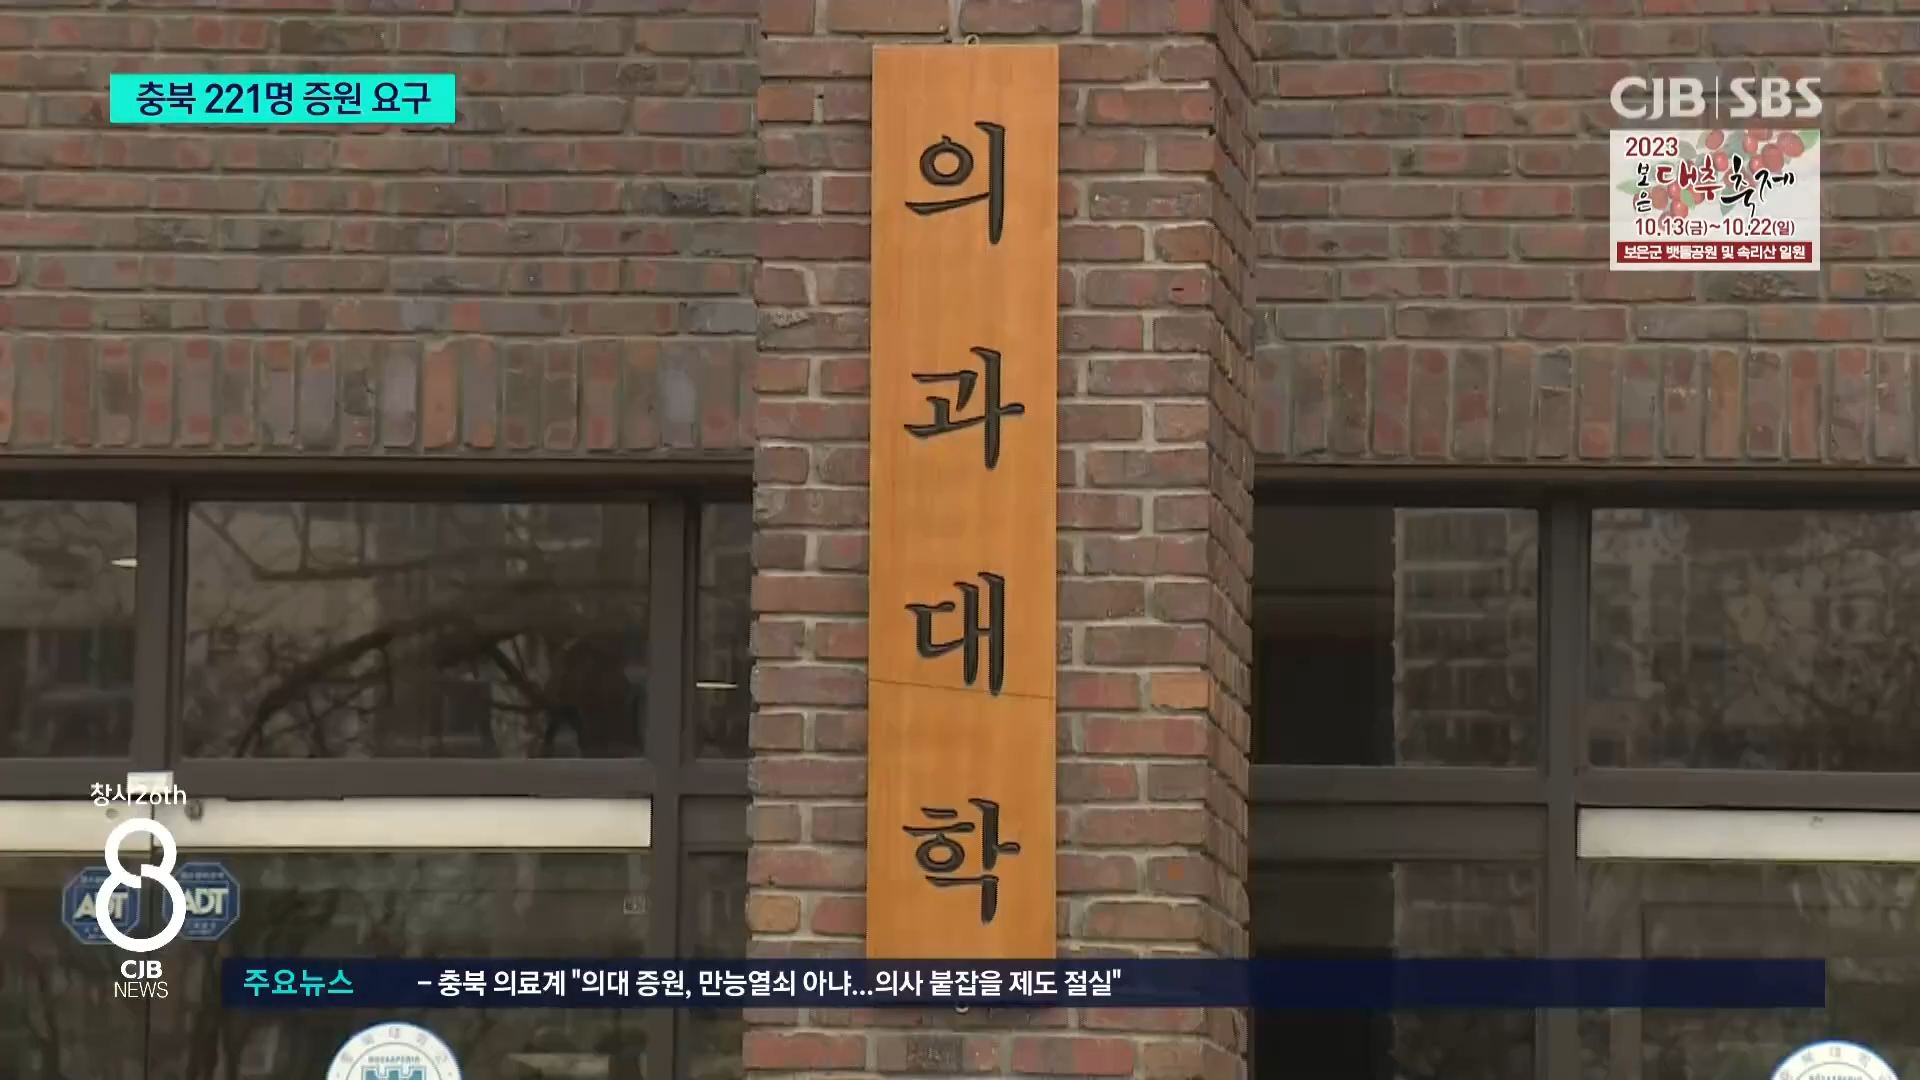 충북 221명 증원 요구
CJB SBS
2023
보은 대추축제
10.13(금)~10.22(일)
보은군 뱃들공원 및 속리산 일원
의과대학
창사26th
8
CJB
NEWS
ADT
ADT
주요뉴스
- 충북 의료계 "의대 증원, 만능열쇠 아냐...의사 붙잡을 제도 절실"